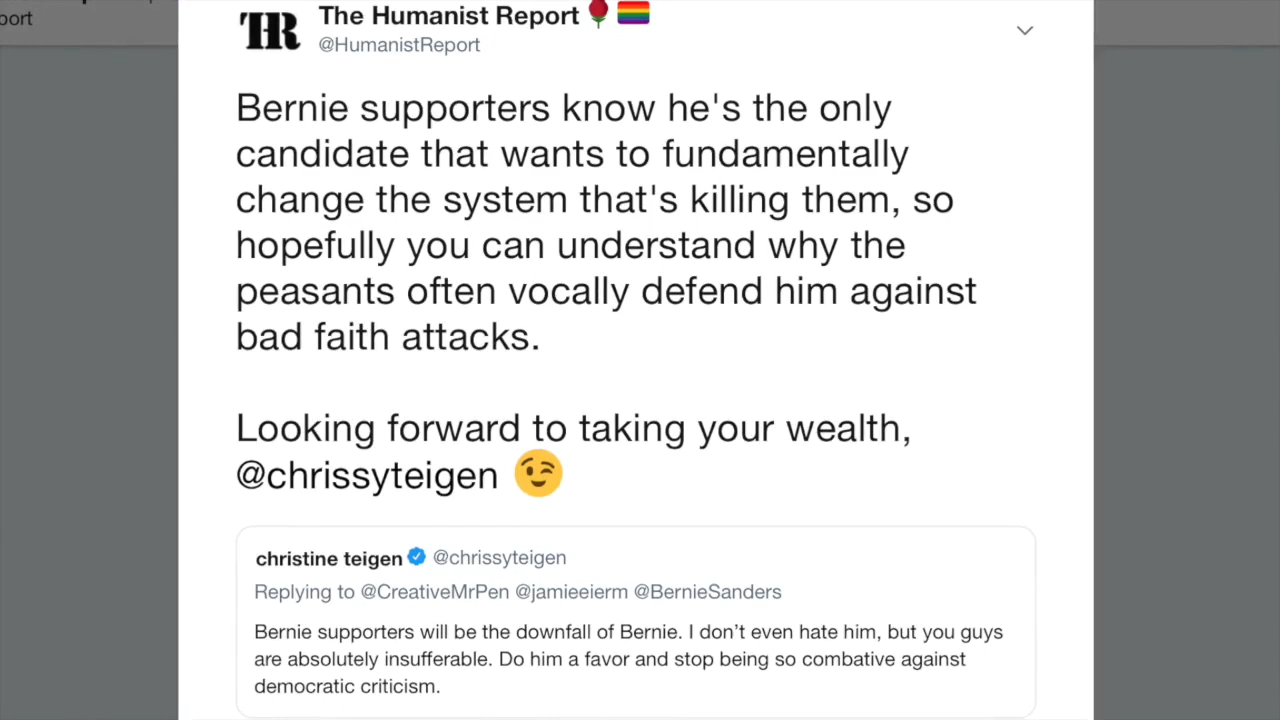 port
The Humanist Report 🌹🏳️‍🌈
HR
@HumanistReport
Bernie supporters know he's the only
candidate that wants to fundamentally
change the system that's killing them, so
hopefully you can understand why the
peasants often vocally defend him against
bad faith attacks.
Looking forward to taking your wealth,
@chrissyteigen 😉
christine teigen @chrissyteigen
Replying to @CreativeMrPen @jamieeierm @BernieSanders
Bernie supporters will be the downfall of Bernie. I don’t even hate him, but you guys
are absolutely insufferable. Do him a favor and stop being so combative against
democratic criticism.